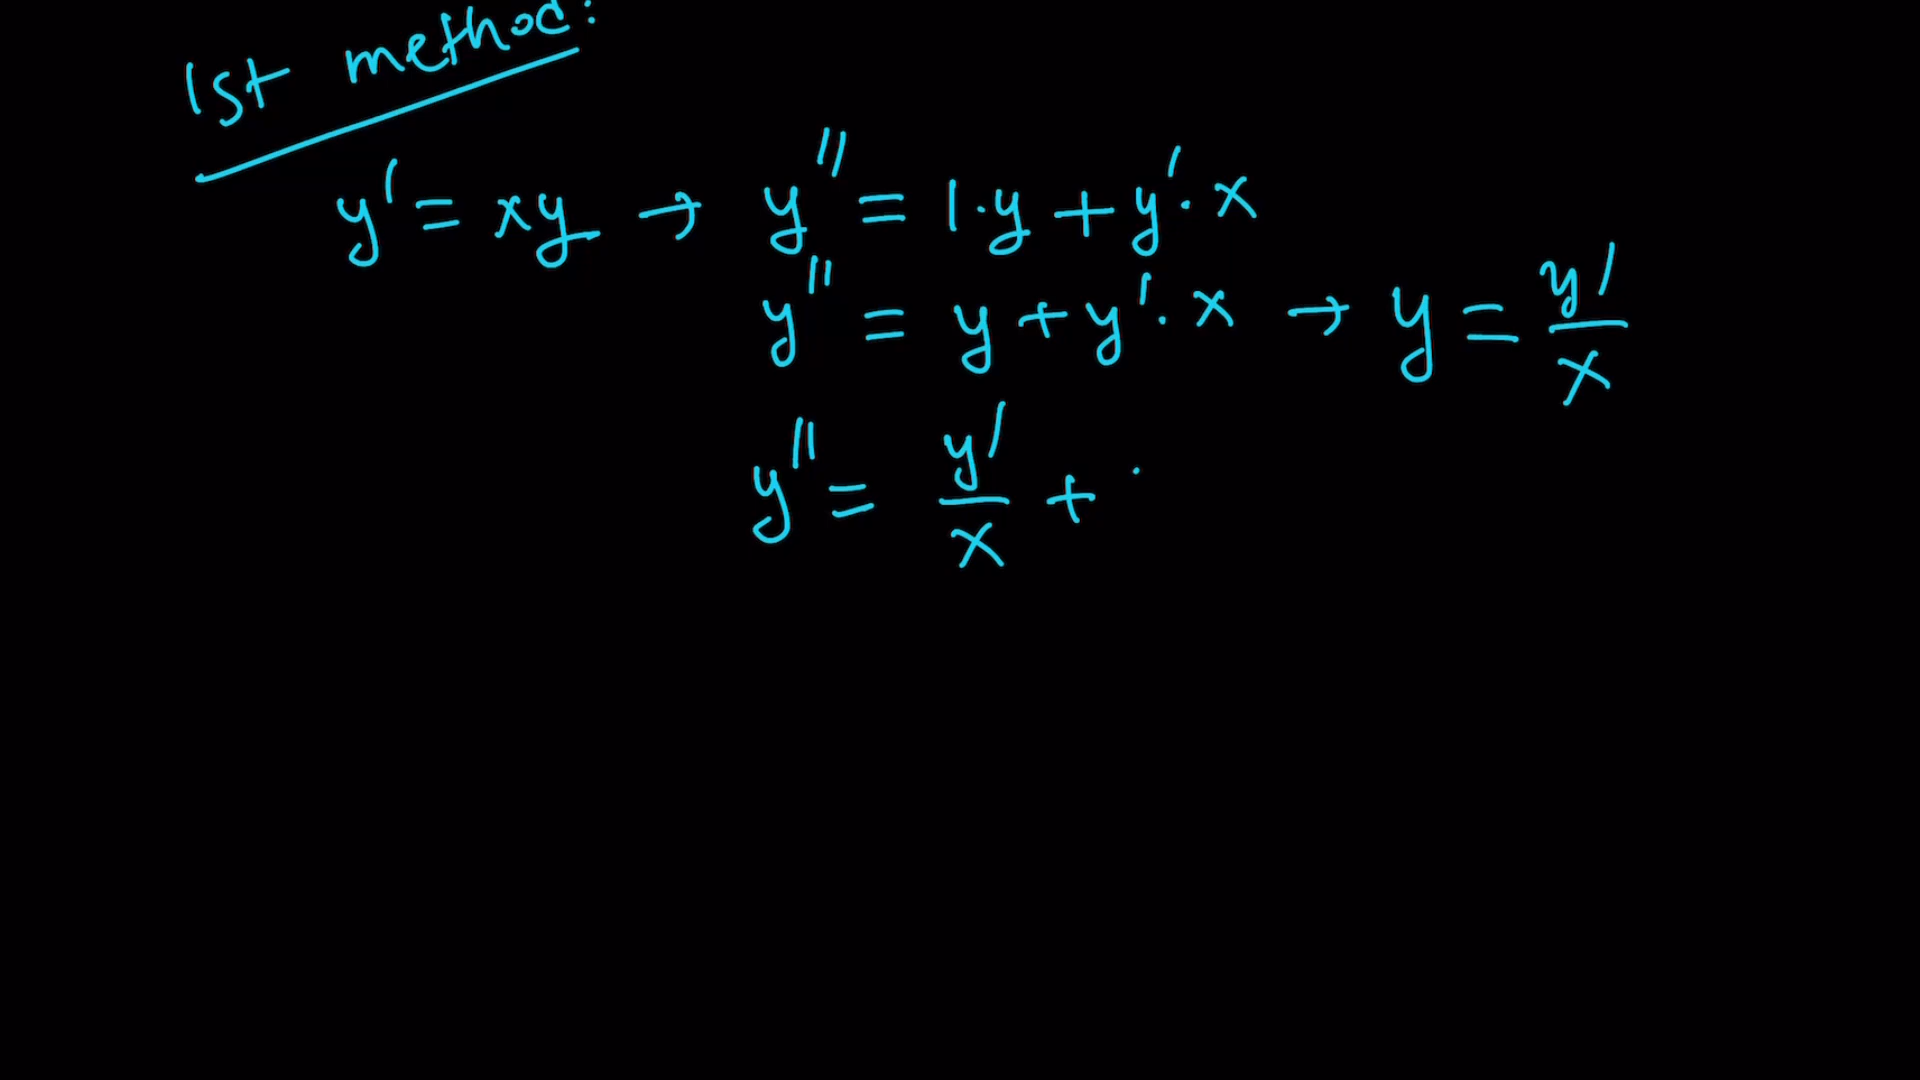 1st method:
y' = xy → y'' = 1·y + y'·x
y'' = y + y'·x → y = y'/x
y'' = y'/x + ·